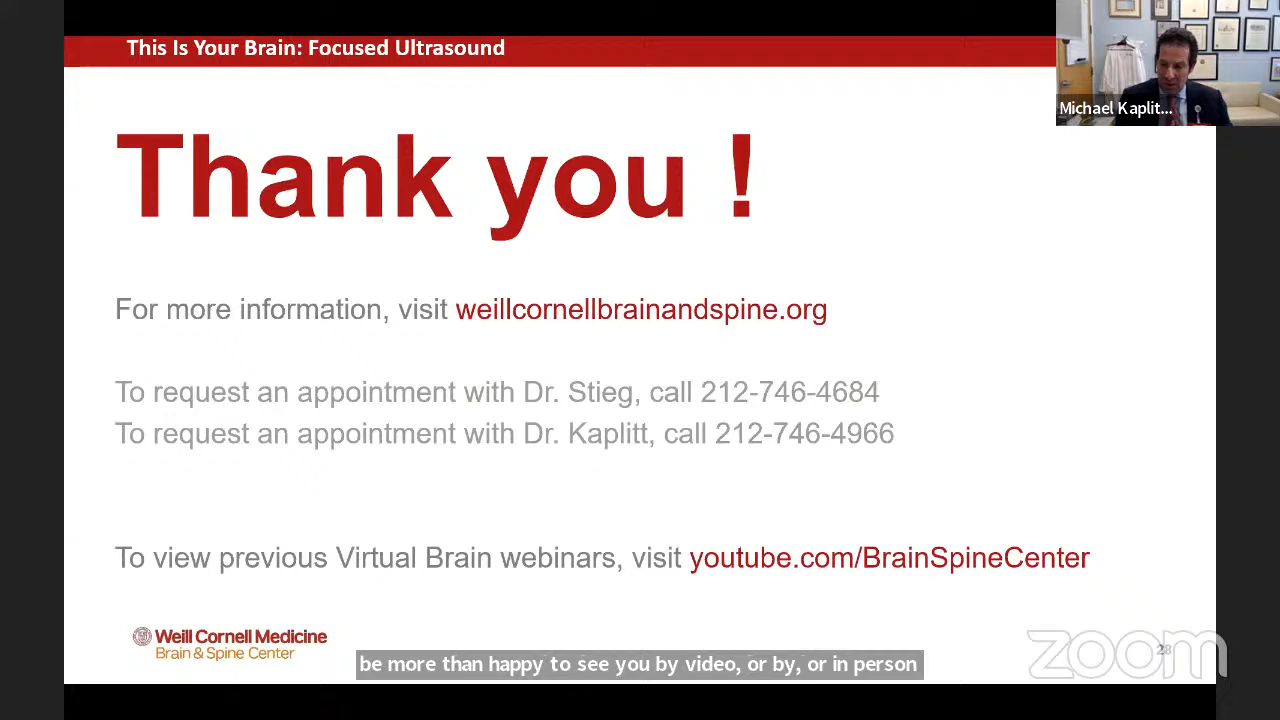 This Is Your Brain: Focused Ultrasound
Michael Kaplit...
Thank you !
For more information, visit weillcornellbrainandspine.org
To request an appointment with Dr. Stieg, call 212-746-4684
To request an appointment with Dr. Kaplitt, call 212-746-4966
To view previous Virtual Brain webinars, visit youtube.com/BrainSpineCenter
Weill Cornell Medicine
Brain & Spine Center
be more than happy to see you by video, or by, or in person
zoom
28